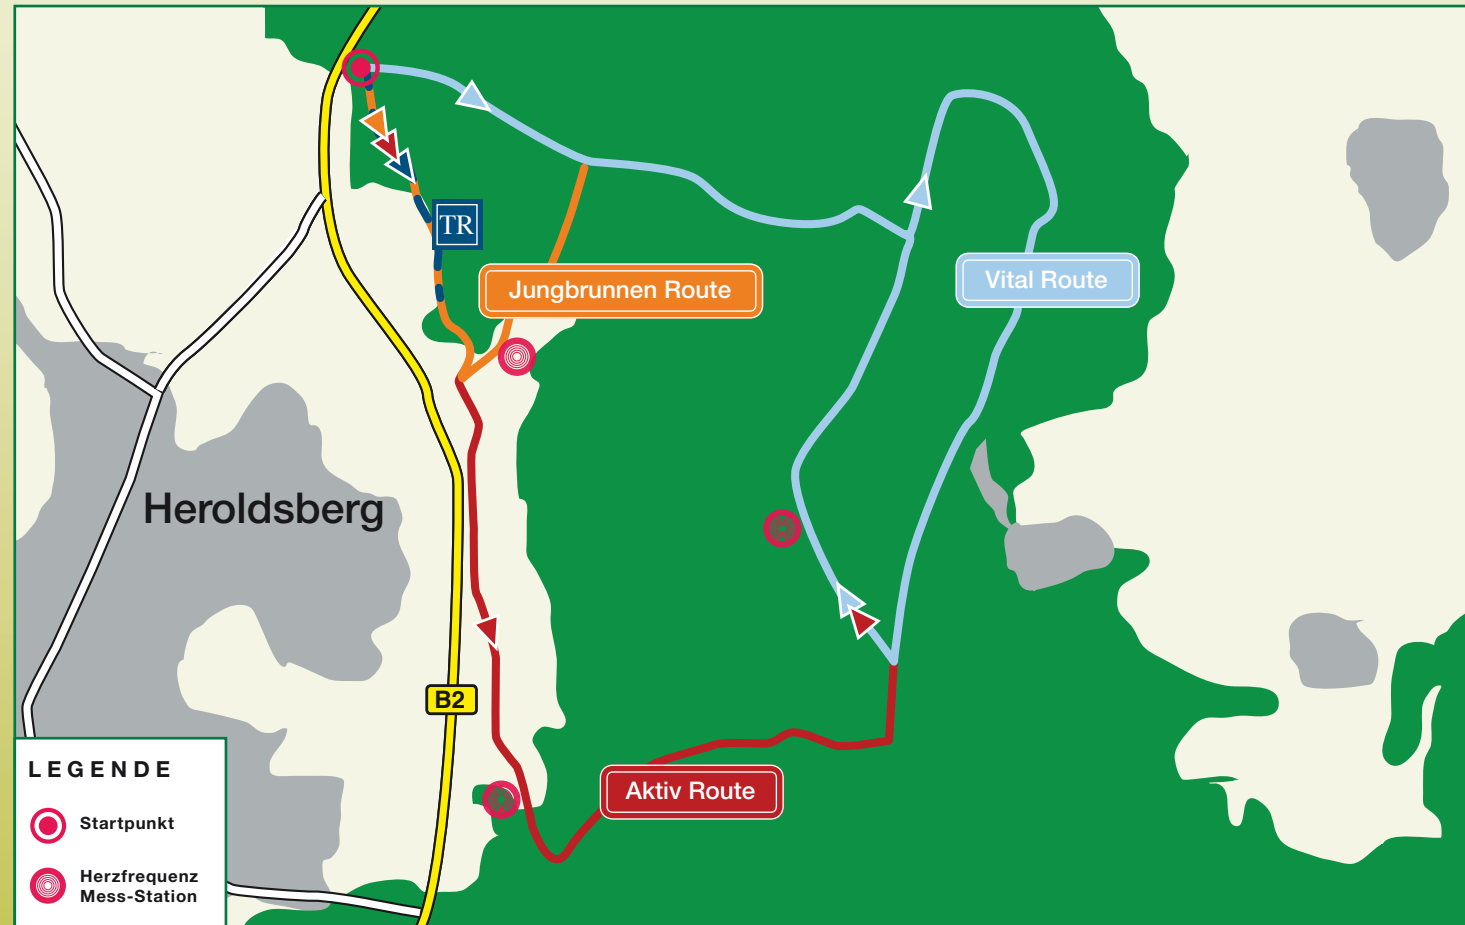 TR
Jungbrunnen Route
Vital Route
Heroldsberg
B2
Aktiv Route
LEGENDE
Startpunkt
Herzfrequenz
Mess-Station